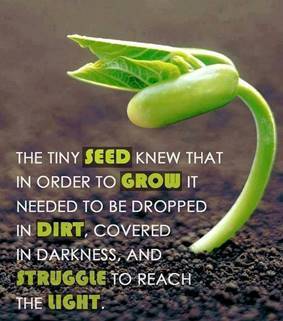 THE TINY SEED KNEW THAT
IN ORDER TO GROW IT
NEEDED TO BE DROPPED
IN DIRT, COVERED
IN DARKNESS, AND
STRUGGLE TO REACH
THE LIGHT.